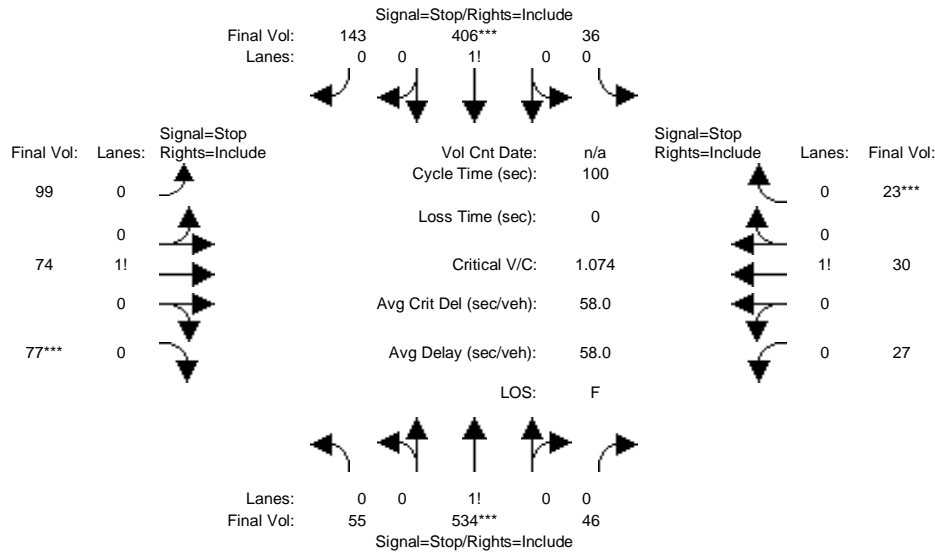 Signal=Stop/Rights=Include
Final Vol: 143 406*** 36
Lanes: 0 0 1! 0 0
Signal=Stop
Final Vol: Lanes: Rights=Include
Vol Cnt Date: n/a
Signal=Stop
Rights=Include Lanes: Final Vol:
Cycle Time (sec): 100
99 0
0 23***
Loss Time (sec): 0
0
0
74 1!
Critical V/C: 1.074
1! 30
0
Avg Crit Del (sec/veh): 58.0
0
77*** 0
Avg Delay (sec/veh): 58.0
0 27
LOS: F
Lanes: 0 0 1! 0 0
Final Vol: 55 534*** 46
Signal=Stop/Rights=Include